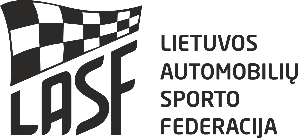 LASF
LIETUVOS
AUTOMOBILIŲ
SPORTO
FEDERACIJA